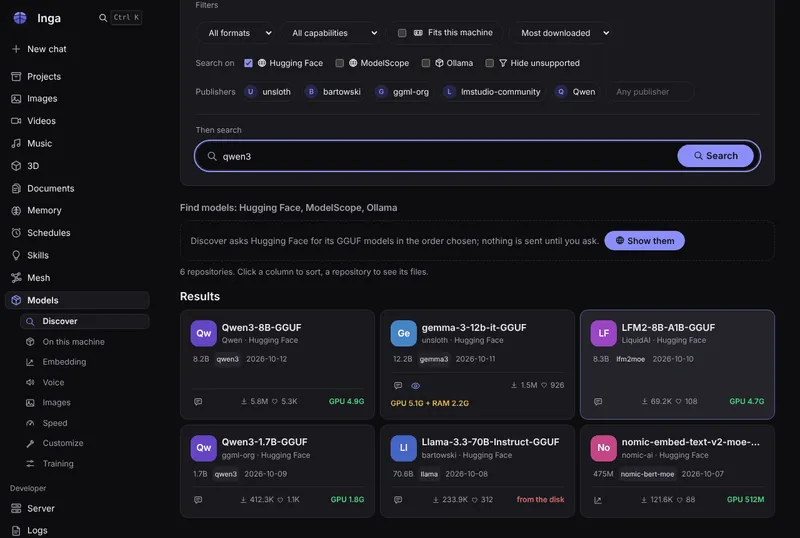 Inga
Ctrl K
New chat
Projects
Images
Videos
Music
3D
Documents
Memory
Schedules
Skills
Mesh
Models
Discover
On this machine
Embedding
Voice
Images
Speed
Customize
Training
Developer
Server
Logs
Filters
All formats All capabilities Fits this machine Most downloaded
Search on Hugging Face ModelScope Ollama Hide unsupported
Publishers U unsloth B bartowski G ggml-org L lmstudio-community Q Qwen Any publisher
Then search
qwen3 Search
Find models: Hugging Face, ModelScope, Ollama
Discover asks Hugging Face for its GGUF models in the order chosen; nothing is sent until you ask. Show them
6 repositories. Click a column to sort, a repository to see its files.
Results
Qw Qwen3-8B-GGUF
Qwen · Hugging Face
8.2B qwen3 2026-10-12
5.8M 5.3K GPU 4.9G
Ge gemma-3-12b-it-GGUF
unsloth · Hugging Face
12.2B gemma3 2026-10-11
1.5M 926
GPU 5.1G + RAM 2.2G
LF LFM2-8B-A1B-GGUF
LiquidAI · Hugging Face
8.3B lfm2moe 2026-10-10
69.2K 108 GPU 4.7G
Qw Qwen3-1.7B-GGUF
ggml-org · Hugging Face
1.7B qwen3 2026-10-09
412.3K 1.1K GPU 1.8G
Ll Llama-3.3-70B-Instruct-GGUF
bartowski · Hugging Face
70.6B llama 2026-10-08
233.9K 312 from the disk
No nomic-embed-text-v2-moe-...
nomic-ai · Hugging Face
475M nomic-bert-moe 2026-10-07
121.6K 88 GPU 512M